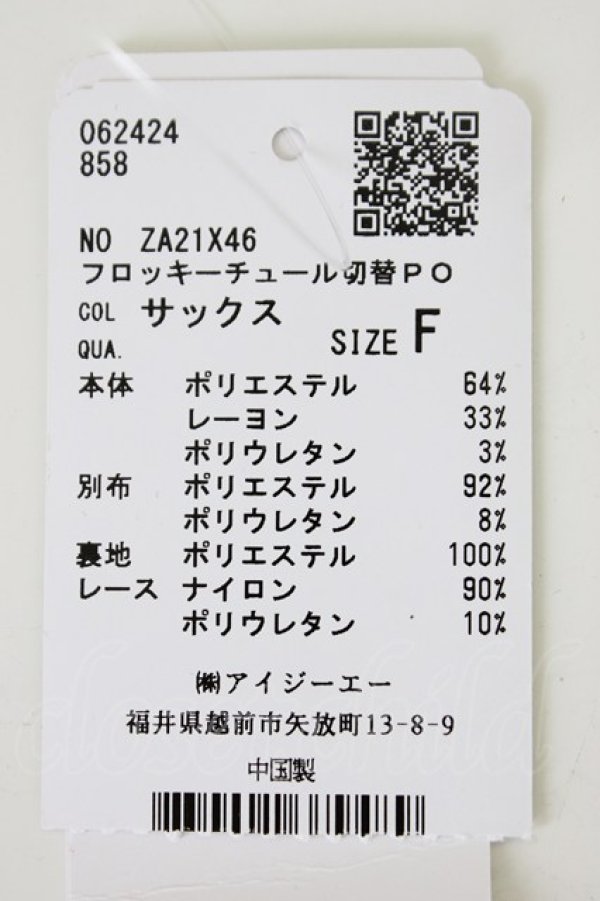 062424
858
NO ZA21X46
フロッキーチュール切替PO
COL サックス
QUA. SIZE F
本体 ポリエステル 64%
レーヨン 33%
ポリウレタン 3%
別布 ポリエステル 92%
ポリウレタン 8%
裏地 ポリエステル 100%
レース ナイロン 90%
ポリウレタン 10%
㈱アイジーエー
福井県越前市矢放町13-8-9
中国製
closet child